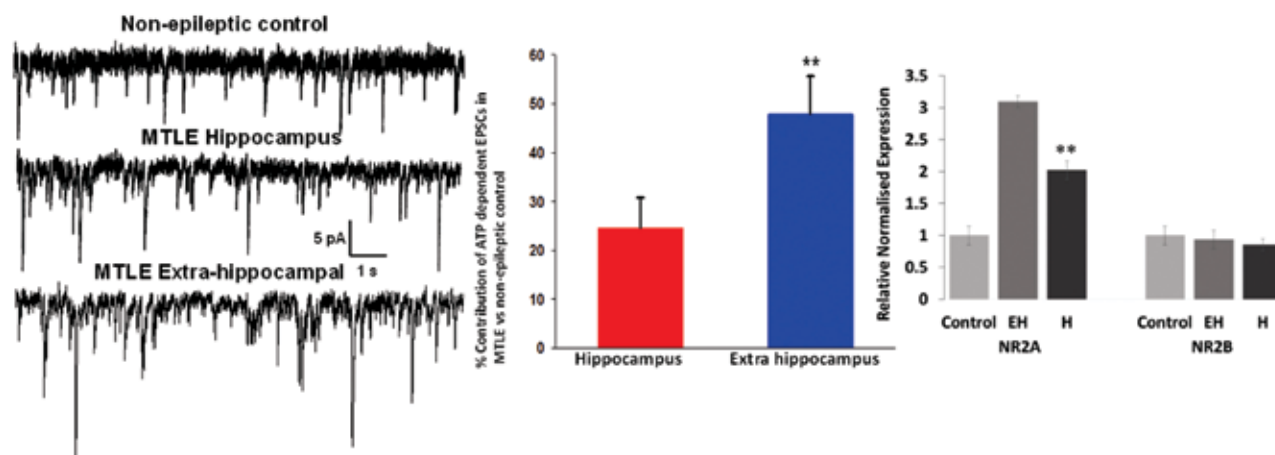 Non-epileptic control
MTLE Hippocampus
5 pA
1 s
MTLE Extra-hippocampal
% Contribution of ATP dependent EPSCs in
MTLE vs non-epileptic control
60
50
40
30
20
10
0
**
Hippocampus
Extra hippocampus
Relative Normalised Expression
3.5
3
2.5
2
1.5
1
0.5
0
**
Control EH H
NR2A
Control EH H
NR2B